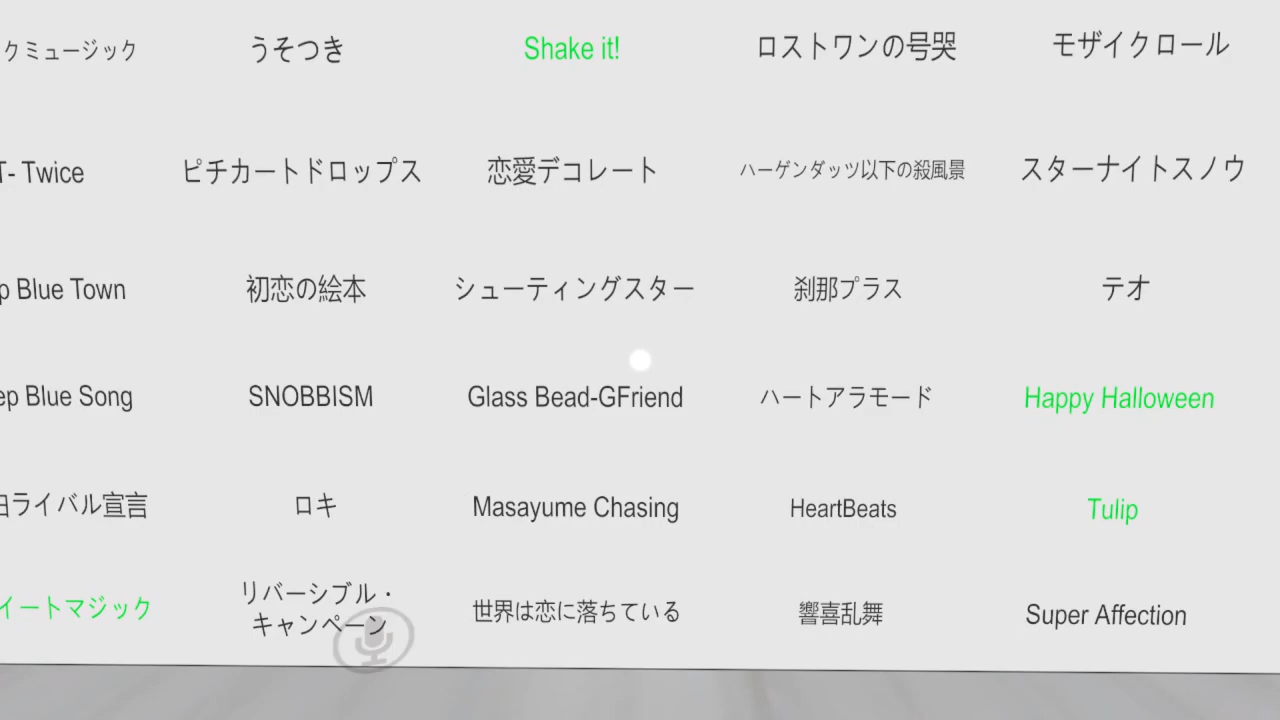 クミュージック
うそつき
Shake it!
ロストワンの号哭
モザイクロール
T- Twice
ピチカートドロップス
恋愛デコレート
ハーゲンダッツ以下の殺風景
スターナイトスノウ
p Blue Town
初恋の絵本
シューティングスター
刹那プラス
テオ
ep Blue Song
SNOBBISM
Glass Bead-GFriend
ハートアラモード
Happy Halloween
ライバル宣言
ロキ
Masayume Chasing
HeartBeats
Tulip
イートマジック
リバーシブル・
キャンペーン
世界は恋に落ちている
響喜乱舞
Super Affection